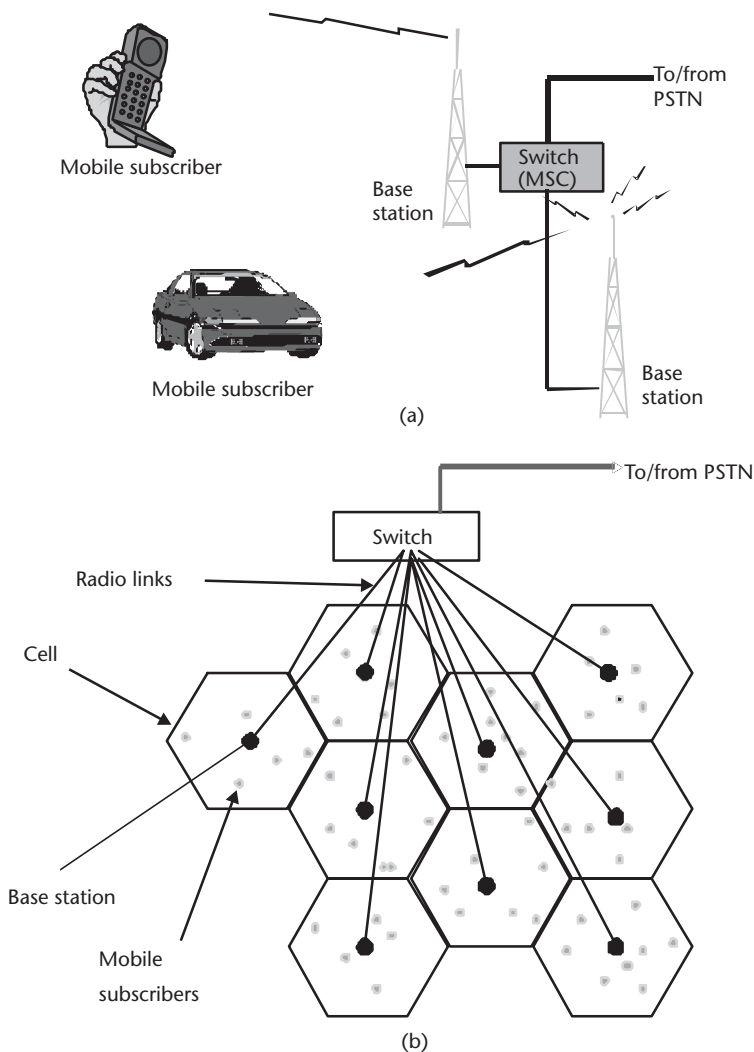 To/from
PSTN
Mobile subscriber
Switch
(MSC)
Base
station
Mobile subscriber
Base
station
(a)
To/from PSTN
Switch
Radio links
Cell
Base station
Mobile
subscribers
(b)